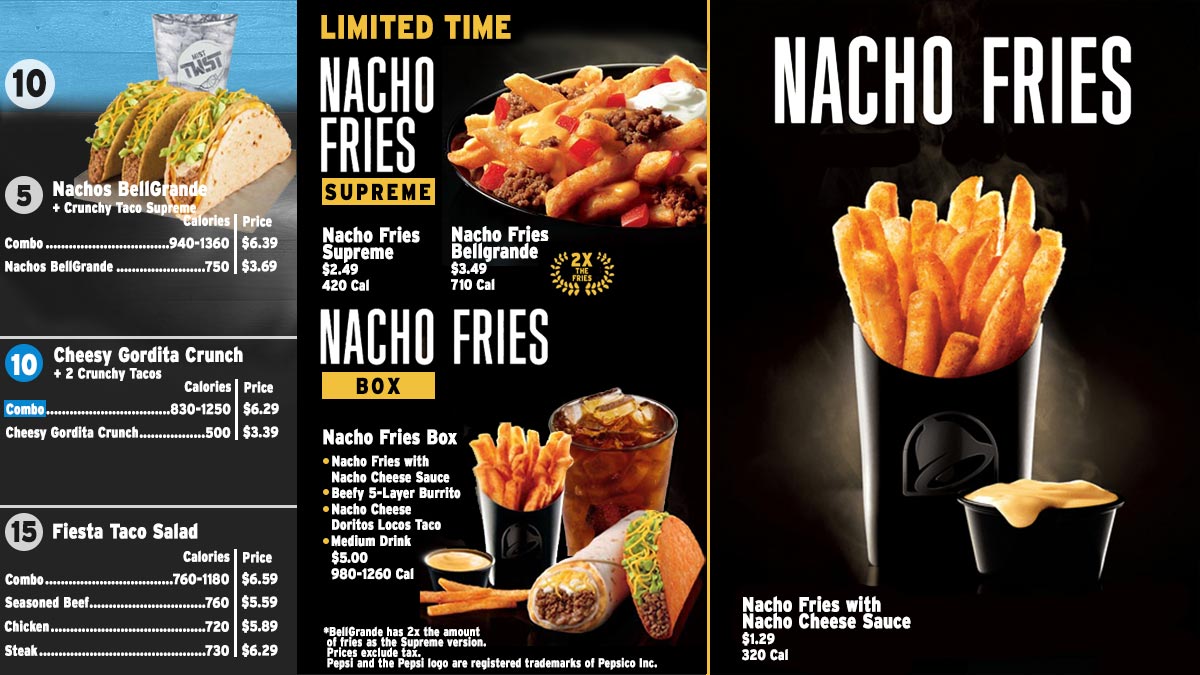 10
MIST
TWST
5 Nachos BellGrande
+ Crunchy Taco Supreme
Calories Price
Combo..............................940-1360 $6.39
Nachos BellGrande.......................750 $3.69
10 Cheesy Gordita Crunch
+ 2 Crunchy Tacos
Calories Price
Combo..............................830-1250 $6.29
Cheesy Gordita Crunch.................500 $3.39
15 Fiesta Taco Salad
Calories Price
Combo..............................760-1180 $6.59
Seasoned Beef.............................760 $5.59
Chicken.......................................720 $5.89
Steak..........................................730 $6.29
LIMITED TIME
NACHO
FRIES
SUPREME
Nacho Fries
Supreme
$2.49
420 Cal
Nacho Fries
Bellgrande
$3.49
710 Cal
2X
THE
FRIES
NACHO FRIES
BOX
Nacho Fries Box
• Nacho Fries with
Nacho Cheese Sauce
• Beefy 5-Layer Burrito
• Nacho Cheese
Doritos Locos Taco
• Medium Drink
$5.00
980-1260 Cal
*BellGrande has 2x the amount
of fries as the Supreme version.
Prices exclude tax.
Pepsi and the Pepsi logo are registered trademarks of Pepsico Inc.
NACHO FRIES
Nacho Fries with
Nacho Cheese Sauce
$1.29
320 Cal